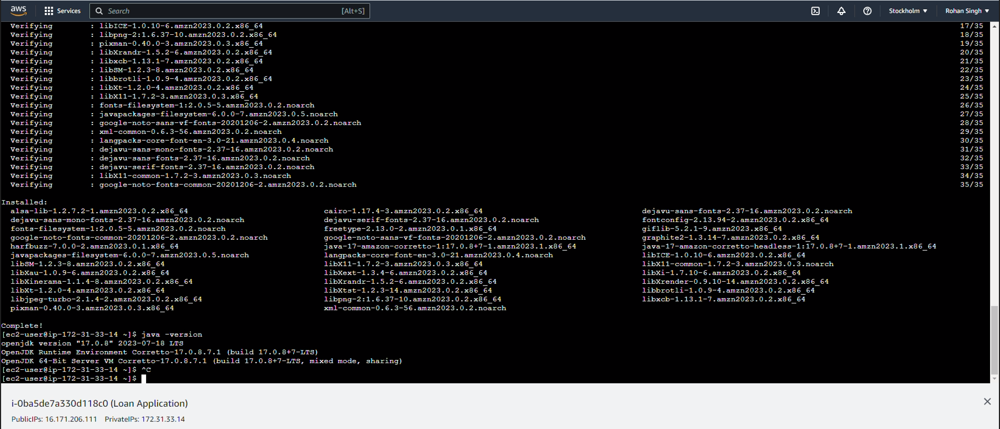 aws Services Search [Alt+S] Stockholm ▼ Rohan Singh ▼
Verifying : libICE-1.0.10-6.amzn2023.0.2.x86_64 17/35
Verifying : libpng-2:1.6.37-10.amzn2023.0.2.x86_64 18/35
Verifying : pixman-0.40.0-3.amzn2023.0.3.x86_64 19/35
Verifying : libXrandr-1.5.2-6.amzn2023.0.2.x86_64 20/35
Verifying : libxcb-1.13.1-7.amzn2023.0.2.x86_64 21/35
Verifying : libSM-1.2.3-8.amzn2023.0.2.x86_64 22/35
Verifying : libbrotli-1.0.9-4.amzn2023.0.2.x86_64 23/35
Verifying : libXt-1.2.0-4.amzn2023.0.2.x86_64 24/35
Verifying : libX11-1.7.2-3.amzn2023.0.3.x86_64 25/35
Verifying : fonts-filesystem-1:2.0.5-5.amzn2023.0.2.noarch 26/35
Verifying : javapackages-filesystem-6.0.0-7.amzn2023.0.5.noarch 27/35
Verifying : google-noto-sans-vf-fonts-20201206-2.amzn2023.0.2.noarch 28/35
Verifying : xml-common-0.6.3-56.amzn2023.0.2.noarch 29/35
Verifying : langpacks-core-font-en-3.0-21.amzn2023.0.4.noarch 30/35
Verifying : dejavu-sans-mono-fonts-2.37-16.amzn2023.0.2.noarch 31/35
Verifying : dejavu-sans-fonts-2.37-16.amzn2023.0.2.noarch 32/35
Verifying : dejavu-serif-fonts-2.37-16.amzn2023.0.2.noarch 33/35
Verifying : libX11-common-1.7.2-3.amzn2023.0.3.noarch 34/35
Verifying : google-noto-fonts-common-20201206-2.amzn2023.0.2.noarch 35/35
Installed:
alsa-lib-1.2.7.2-1.amzn2023.0.2.x86_64 cairo-1.17.4-3.amzn2023.0.2.x86_64 dejavu-sans-fonts-2.37-16.amzn2023.0.2.noarch
dejavu-sans-mono-fonts-2.37-16.amzn2023.0.2.noarch dejavu-serif-fonts-2.37-16.amzn2023.0.2.noarch fontconfig-2.13.94-2.amzn2023.0.2.x86_64
fonts-filesystem-1:2.0.5-5.amzn2023.0.2.noarch freetype-2.13.0-2.amzn2023.0.1.x86_64 giflib-5.2.1-9.amzn2023.x86_64
google-noto-fonts-common-20201206-2.amzn2023.0.2.noarch google-noto-sans-vf-fonts-20201206-2.amzn2023.0.2.noarch graphite2-1.3.14-7.amzn2023.0.2.x86_64
harfbuzz-7.0.0-2.amzn2023.0.1.x86_64 java-17-amazon-corretto-1:17.0.8+7-1.amzn2023.1.x86_64 java-17-amazon-corretto-headless-1:17.0.8+7-1.amzn2023.1.x86_64
javapackages-filesystem-6.0.0-7.amzn2023.0.5.noarch langpacks-core-font-en-3.0-21.amzn2023.0.4.noarch libICE-1.0.10-6.amzn2023.0.2.x86_64
libSM-1.2.3-8.amzn2023.0.2.x86_64 libX11-1.7.2-3.amzn2023.0.3.x86_64 libX11-common-1.7.2-3.amzn2023.0.3.noarch
libXau-1.0.9-6.amzn2023.0.2.x86_64 libXext-1.3.4-6.amzn2023.0.2.x86_64 libXi-1.7.10-6.amzn2023.0.2.x86_64
libXinerama-1.1.4-8.amzn2023.0.2.x86_64 libXrandr-1.5.2-6.amzn2023.0.2.x86_64 libXrender-0.9.10-14.amzn2023.0.2.x86_64
libXt-1.2.0-4.amzn2023.0.2.x86_64 libXtst-1.2.3-14.amzn2023.0.2.x86_64 libbrotli-1.0.9-4.amzn2023.0.2.x86_64
libjpeg-turbo-2.1.4-2.amzn2023.0.2.x86_64 libpng-2:1.6.37-10.amzn2023.0.2.x86_64 libxcb-1.13.1-7.amzn2023.0.2.x86_64
pixman-0.40.0-3.amzn2023.0.3.x86_64 xml-common-0.6.3-56.amzn2023.0.2.noarch
Complete!
[ec2-user@ip-172-31-33-14 ~]$ java -version
openjdk version "17.0.8" 2023-07-18 LTS
OpenJDK Runtime Environment Corretto-17.0.8.7.1 (build 17.0.8+7-LTS)
OpenJDK 64-Bit Server VM Corretto-17.0.8.7.1 (build 17.0.8+7-LTS, mixed mode, sharing)
[ec2-user@ip-172-31-33-14 ~]$ ^C
[ec2-user@ip-172-31-33-14 ~]$
i-0ba5de7a330d118c0 (Loan Application)
PublicIPs: 16.171.206.111 PrivateIPs: 172.31.33.14